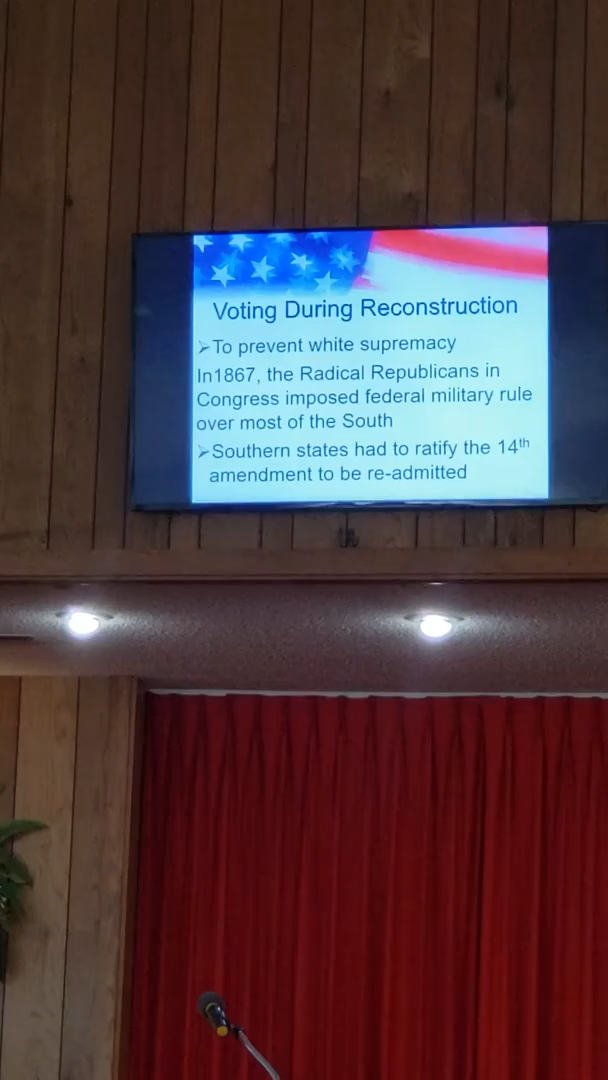 Voting During Reconstruction
➢To prevent white supremacy
In1867, the Radical Republicans in
Congress imposed federal military rule
over most of the South
➢Southern states had to ratify the 14th
amendment to be re-admitted